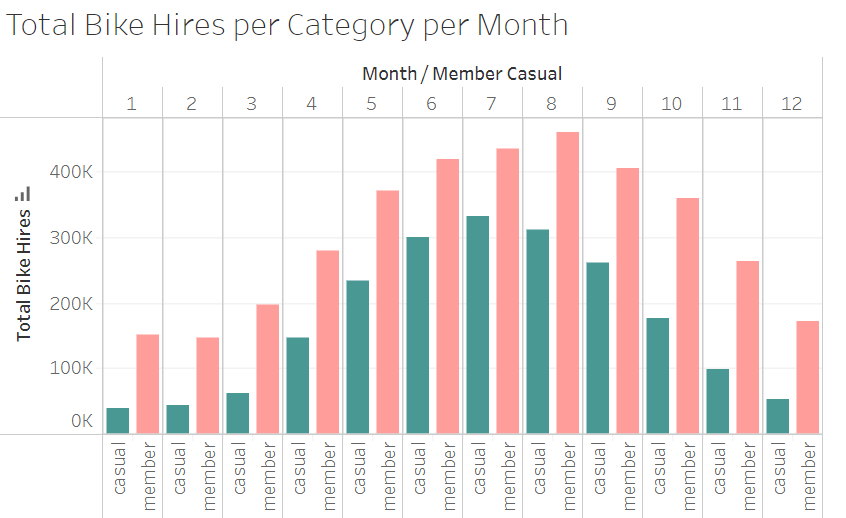 Total Bike Hires per Category per Month
Month / Member Casual
1 2 3 4 5 6 7 8 9 10 11 12
Total Bike Hires
400K
300K
200K
100K
0K
casual member casual member casual member casual member casual member casual member casual member casual member casual member casual member casual member casual member